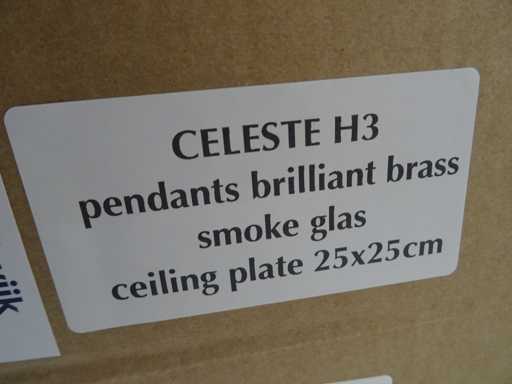 CELESTE H3
pendants brilliant brass
smoke glas
ceiling plate 25x25cm